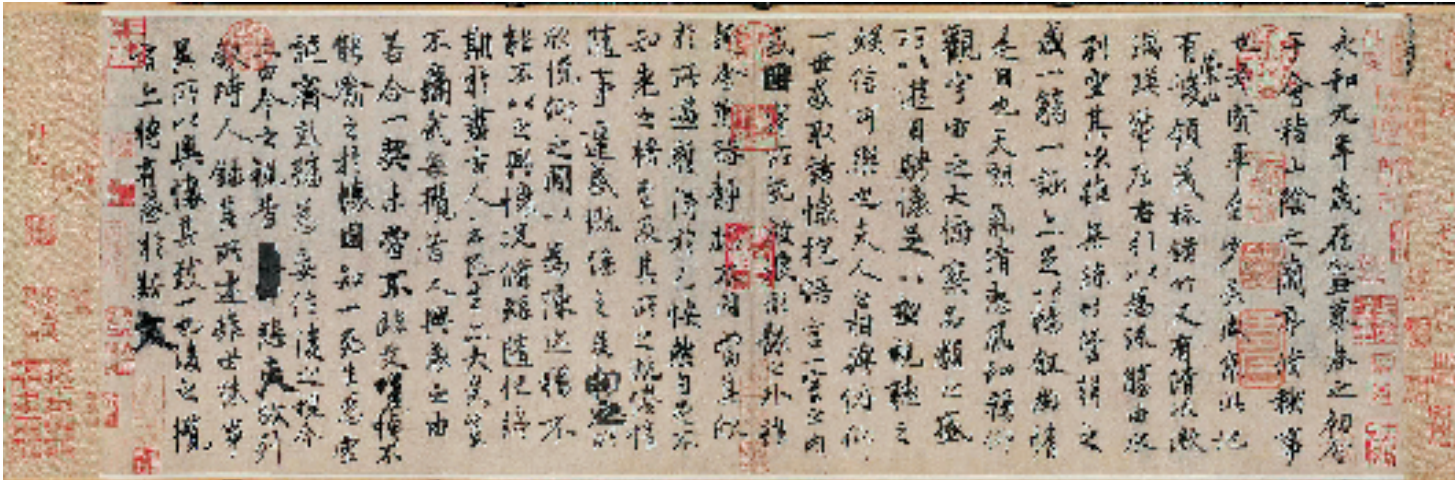 永和九年歲在癸丑暮春之初會
于會稽山陰之蘭亭脩稧事
也羣賢畢至少長咸集此地
有崇山峻領茂林脩竹又有清流激
湍暎帶左右引以為流觴曲水
列坐其次雖無絲竹管弦之
盛一觴一詠亦足以暢敘幽情
是日也天朗氣清惠風和暢仰
觀宇宙之大俯察品類之盛
所以遊目騁懷足以極視聽之
娛信可樂也夫人之相與俯仰
一世或取諸懷抱悟言一室之內
或因寄所託放浪形骸之外雖
趣舍萬殊靜躁不同當其欣
於所遇蹔得於己怏然自足不
知老之將至及其所之既惓情
隨事遷感慨係之矣向之所
欣俛仰之閒以為陳迹猶不
能不以之興懷況脩短隨化終
期於盡古人云死生亦大矣豈
不痛哉每攬昔人興感之由
若合一契未嘗不臨文嗟悼不
能喻之於懷固知一死生為虛
誕齊彭殤為妄作後之視今
亦由今之視昔悲夫故列
敘時人錄其所述雖世殊事
異所以興懷其致一也後之攬
者亦將有感於斯文